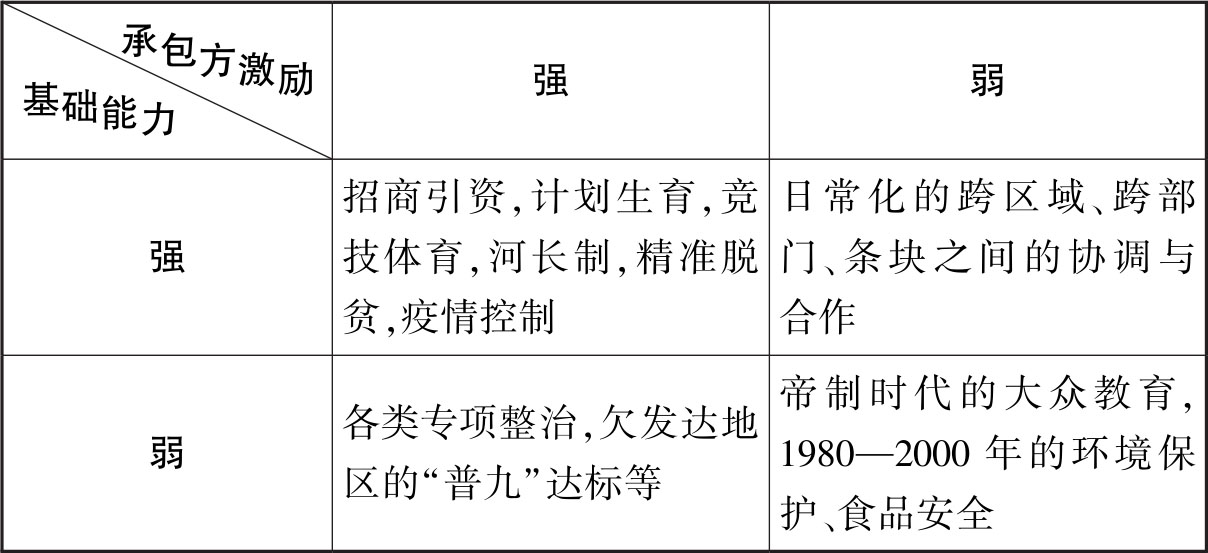 承包方激励
基础能力
强
弱
强
招商引资,计划生育,竞
技体育,河长制,精准脱
贫,疫情控制
日常化的跨区域、跨部
门、条块之间的协调与
合作
弱
各类专项整治,欠发达地
区的“普九”达标等
帝制时代的大众教育,
1980—2000 年的环境保
护、食品安全